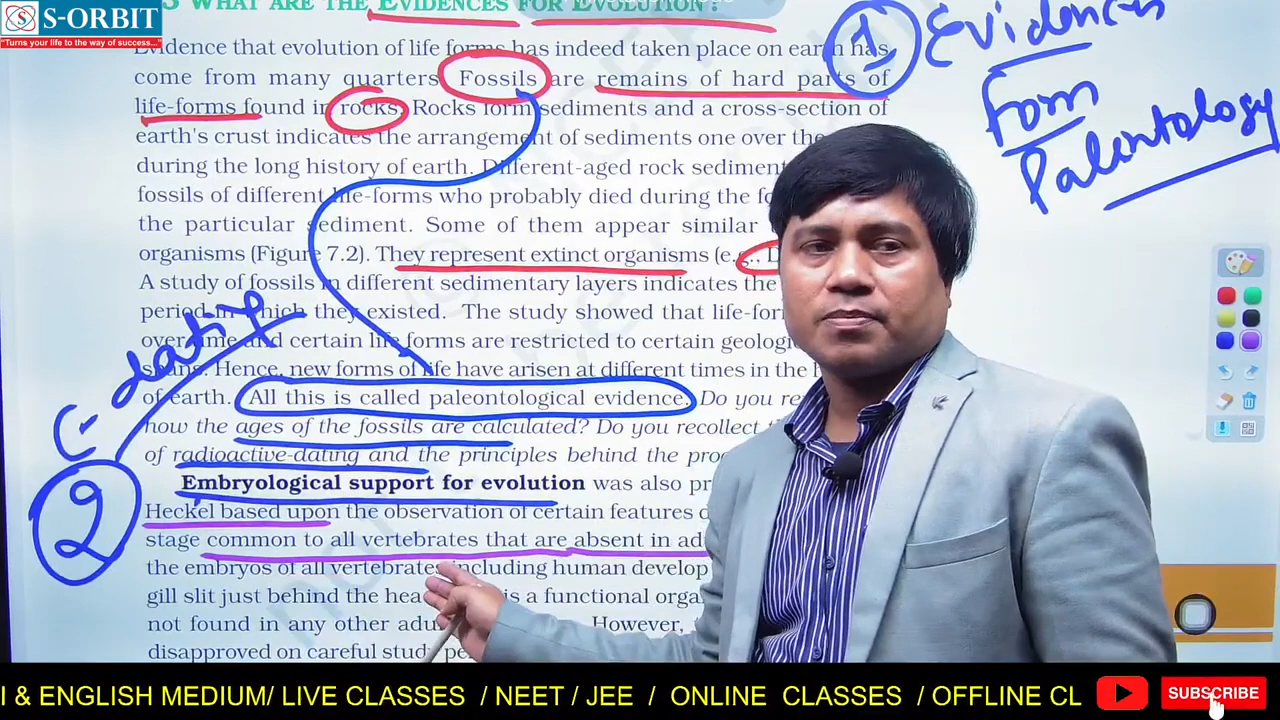 S-ORBIT
"Turns your life to the way of success..."
3 WHAT ARE THE EVIDENCES FOR EVOLUTION?
Evidence that evolution of life forms has indeed taken place on earth has
come from many quarters. Fossils are remains of hard parts of
life-forms found in rocks. Rocks form sediments and a cross-section of
earth's crust indicates the arrangement of sediments one over the
during the long history of earth. Different-aged rock sediment
fossils of different life-forms who probably died during the fo
the particular sediment. Some of them appear similar
organisms (Figure 7.2). They represent extinct organisms (e.g., D
A study of fossils in different sedimentary layers indicates the
period in which they existed. The study showed that life-for
over time and certain life forms are restricted to certain geologic
spans. Hence, new forms of life have arisen at different times in the h
of earth. All this is called paleontological evidence. Do you re
how the ages of the fossils are calculated? Do you recollect
of radioactive-dating and the principles behind the pro
Embryological support for evolution was also pr
Heckel based upon the observation of certain features d
stage common to all vertebrates that are absent in ad
the embryos of all vertebrates including human develop
gill slit just behind the hea is a functional orga
not found in any other adu However,
disapproved on careful study pe
1 Evidences
From
Palentology
C-dating
2
I & ENGLISH MEDIUM/ LIVE CLASSES / NEET / JEE / ONLINE CLASSES / OFFLINE CL
SUBSCRIBE